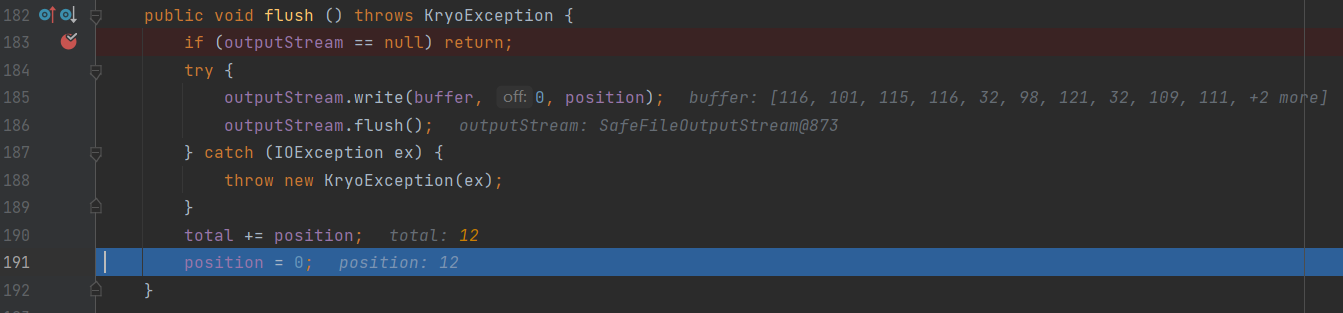 182 public void flush () throws KryoException {
183 if (outputStream == null) return;
184 try {
185 outputStream.write(buffer, off: 0, position); buffer: [116, 101, 115, 116, 32, 98, 121, 32, 109, 111, +2 more]
186 outputStream.flush(); outputStream: SafeFileOutputStream@873
187 } catch (IOException ex) {
188 throw new KryoException(ex);
189 }
190 total += position; total: 12
191 position = 0; position: 12
192 }